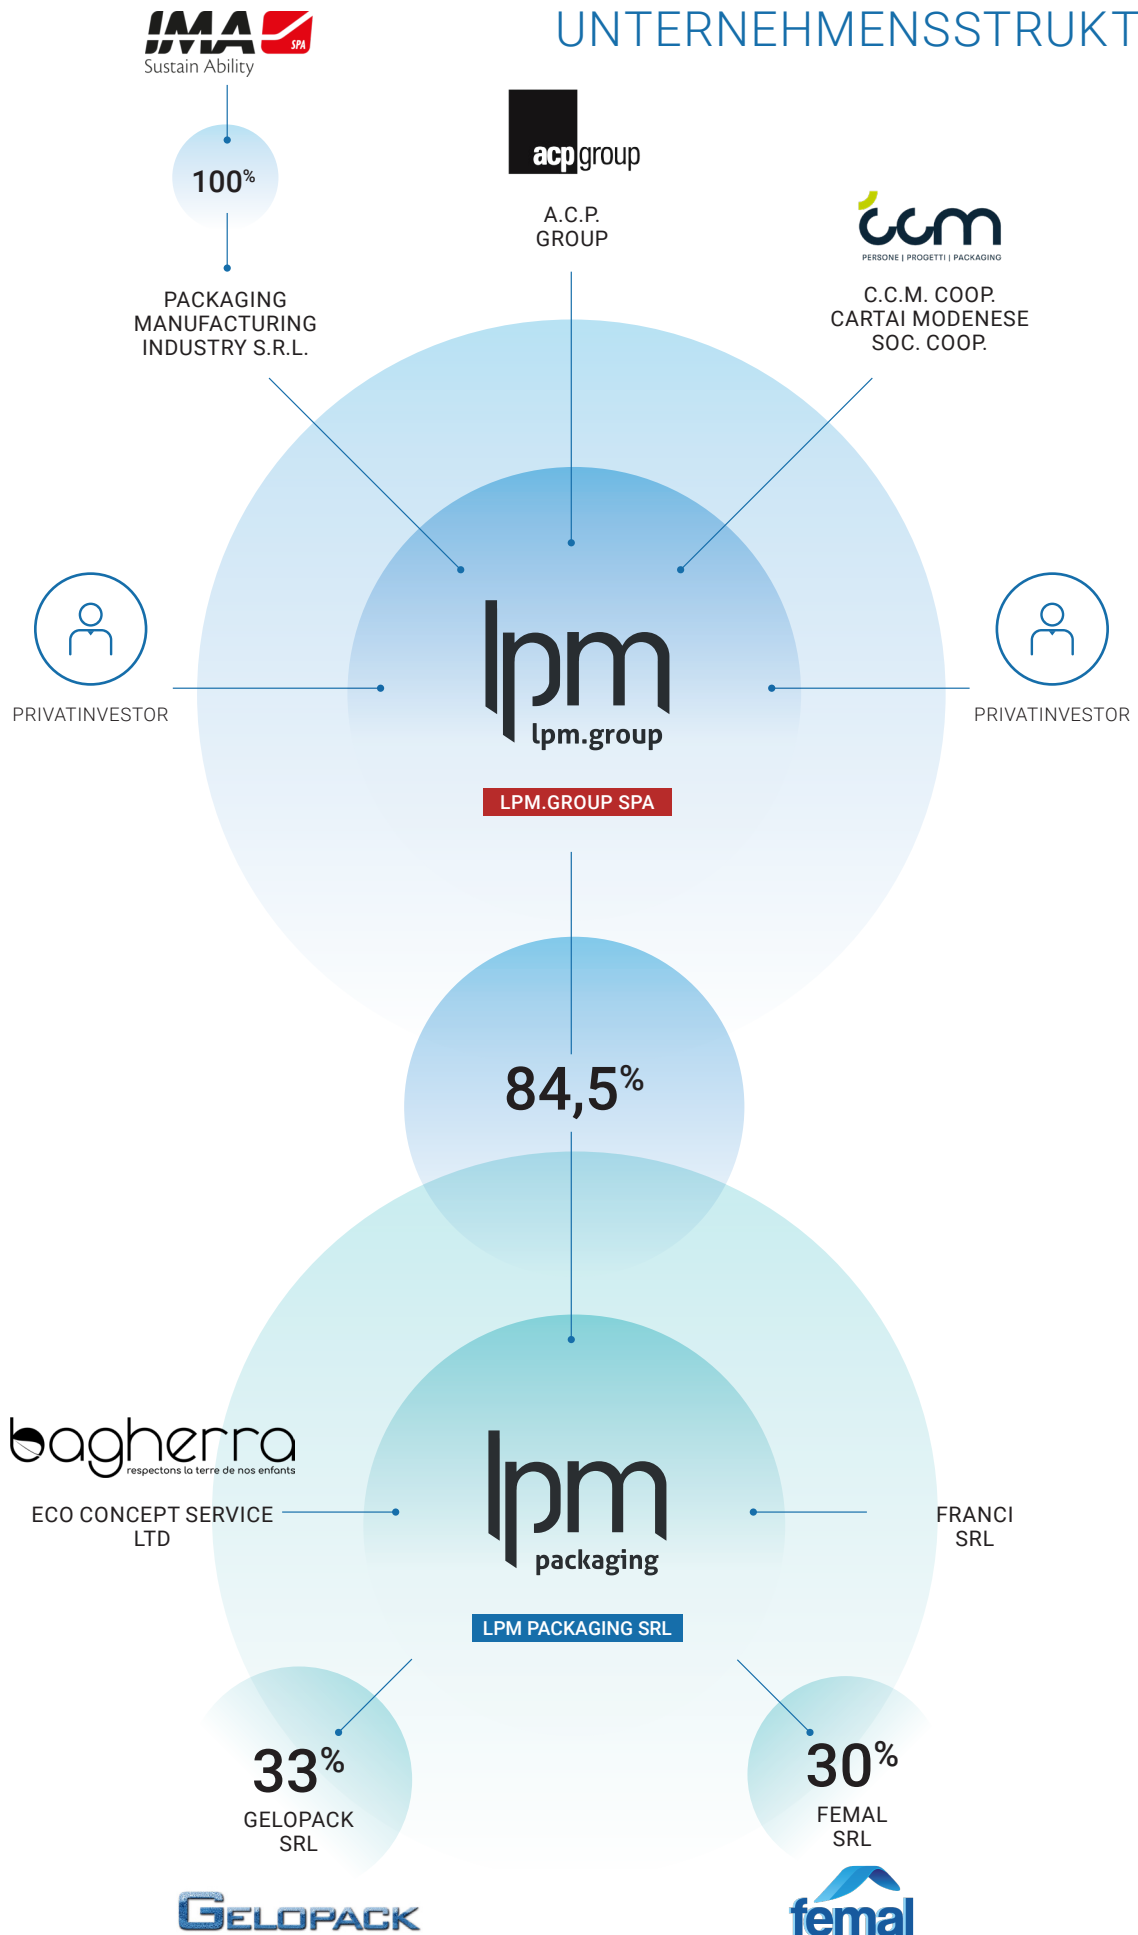 IMA SPA
Sustain Ability
UNTERNEHMENSSTRUKT
acpgroup
100%
A.C.P.
GROUP
ccm
PERSONE | PROGETTI | PACKAGING
PACKAGING
MANUFACTURING
INDUSTRY S.R.L.
C.C.M. COOP.
CARTAI MODENESE
SOC. COOP.
PRIVATINVESTOR
PRIVATINVESTOR
lpm
lpm.group
LPM.GROUP SPA
84,5%
bagherra
respectons la terre de nos enfants
ECO CONCEPT SERVICE
LTD
lpm
packaging
FRANCI
SRL
LPM PACKAGING SRL
33%
GELOPACK
SRL
30%
FEMAL
SRL
GELOPACK
femal